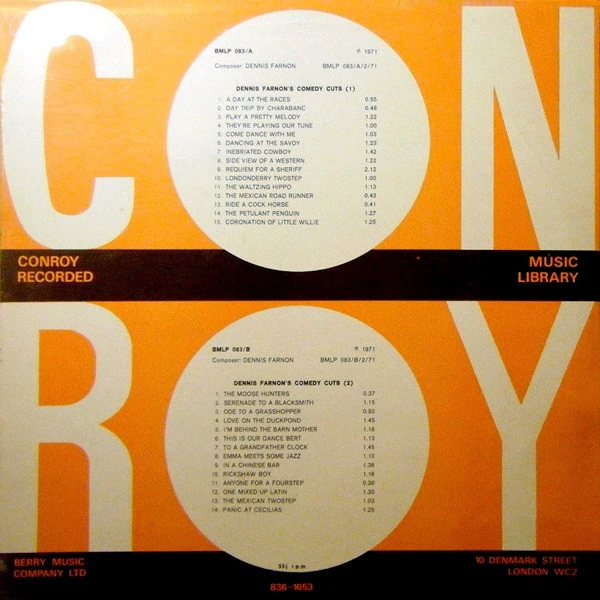 CON
BMLP 083/A ℗ 1971
Composer: DENNIS FARNON BMLP 083/A/2/71
DENNIS FARNON'S COMEDY CUTS (1)
1. A DAY AT THE RACES 0.55
2. DAY TRIP BY CHARABANC 0.48
3. PLAY A PRETTY MELODY 1.22
4. THEY'RE PLAYING OUR TUNE 1.00
5. COME DANCE WITH ME 1.03
6. DANCING AT THE SAVOY 1.23
7. INEBRIATED COWBOY 1.42
8. SIDE VIEW OF A WESTERN 1.22
9. REQUIEM FOR A SHERIFF 2.12
10. LONDONDERRY TWOSTEP 1.00
11. THE WALTZING HIPPO 1.13
12. THE MEXICAN ROAD RUNNER 0.43
13. RIDE A COCK HORSE 0.41
14. THE PETULANT PENGUIN 1.27
15. CORONATION OF LITTLE WILLIE 1.25
CONROY
RECORDED
MUSIC
LIBRARY
ROY
BMLP 083/B ℗ 1971
Composer: DENNIS FARNON BMLP 083/B/2/71
DENNIS FARNON'S COMEDY CUTS (2)
1. THE MOOSE HUNTERS 0.37
2. SERENADE TO A BLACKSMITH 1.15
3. ODE TO A GRASSHOPPER 0.50
4. LOVE ON THE DUCKPOND 1.45
5. I'M BEHIND THE BARN MOTHER 1.18
6. THIS IS OUR DANCE BERT 1.13
7. TO A GRANDFATHER CLOCK 1.45
8. EMMA MEETS SOME JAZZ 1.15
9. IN A CHINESE BAR 1.36
10. RICKSHAW BOY 1.16
11. ANYONE FOR A FOURSTEP 0.30
12. ONE MIXED UP LATIN 1.30
13. THE MEXICAN TWOSTEP 1.03
14. PANIC AT CECILIAS 1.25
33⅓ r.p.m.
BERRY MUSIC
COMPANY LTD
836-1653
10 DENMARK STREET
LONDON WC2